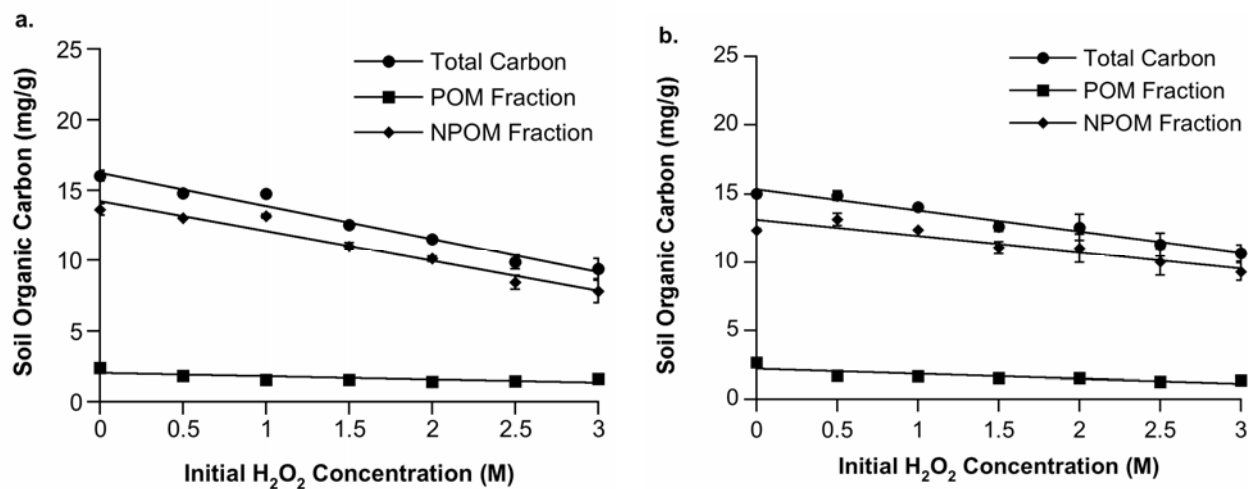 a.
25
20
15
10
5
0
Soil Organic Carbon (mg/g)
Total Carbon
POM Fraction
NPOM Fraction
0 0.5 1 1.5 2 2.5 3
Initial H₂O₂ Concentration (M)
b.
25
20
15
10
5
0
Soil Organic Carbon (mg/g)
Total Carbon
POM Fraction
NPOM Fraction
0 0.5 1 1.5 2 2.5 3
Initial H₂O₂ Concentration (M)